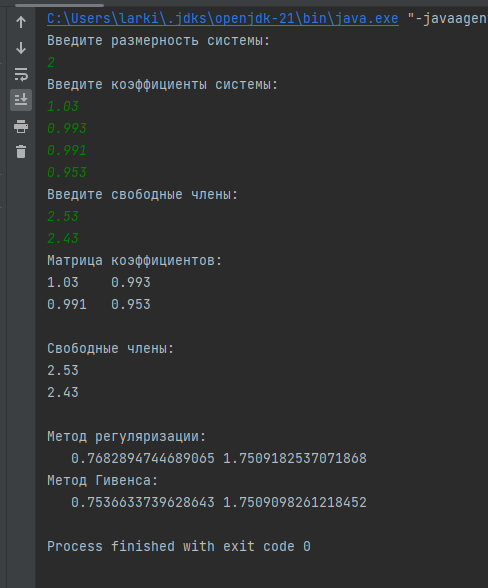 C:\Users\larki\.jdks\openjdk-21\bin\java.exe "-javaagen
Введите размерность системы:
2
Введите коэффициенты системы:
1.03
0.993
0.991
0.953
Введите свободные члены:
2.53
2.43
Матрица коэффициентов:
1.03 0.993
0.991 0.953
Свободные члены:
2.53
2.43
Метод регуляризации:
0.7682894744689065 1.7509182537071868
Метод Гивенса:
0.7536633739628643 1.7509098261218452
Process finished with exit code 0